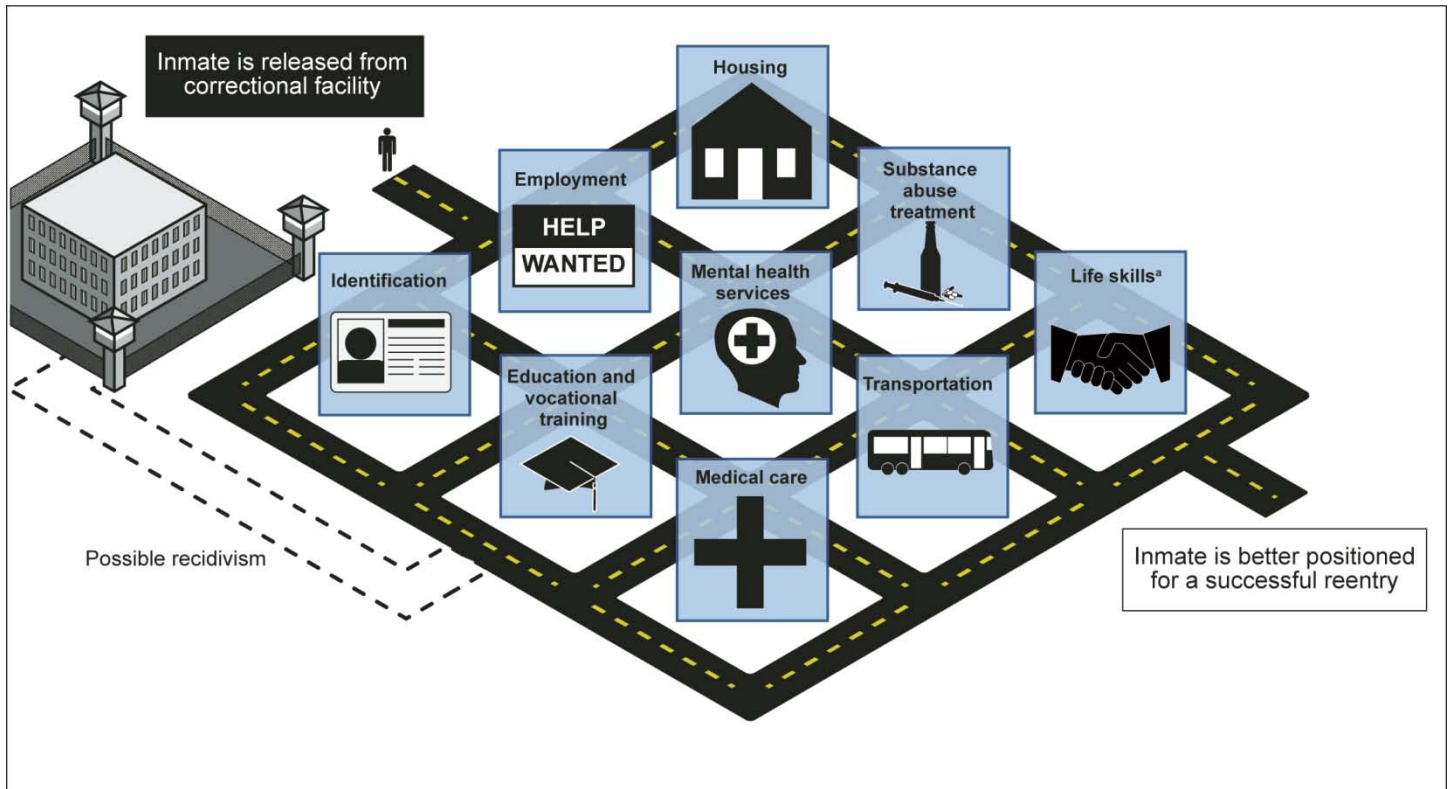 Inmate is released from
correctional facility
Housing
Employment
HELP
WANTED
Substance
abuse
treatment
Identification
Mental health
services
Life skillsᵃ
Education and
vocational
training
Transportation
Medical care
Possible recidivism
Inmate is better positioned
for a successful reentry